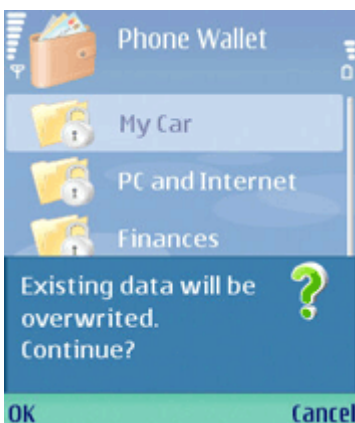 Phone Wallet
My Car
PC and Internet
Finances
Existing data will be
overwrited.
Continue?
OK Cancel